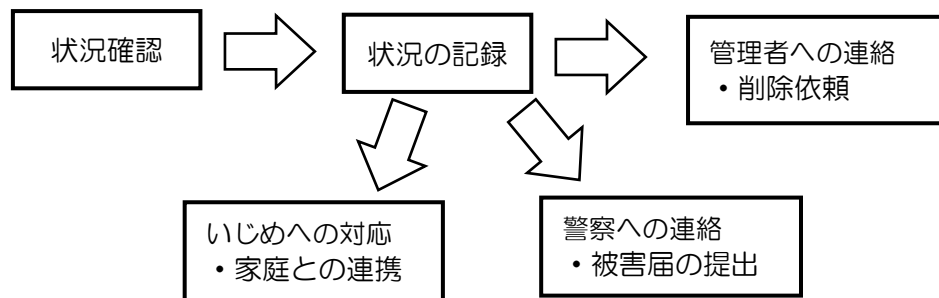 状況確認
状況の記録
管理者への連絡
・削除依頼
いじめへの対応
・家庭との連携
警察への連絡
・被害届の提出